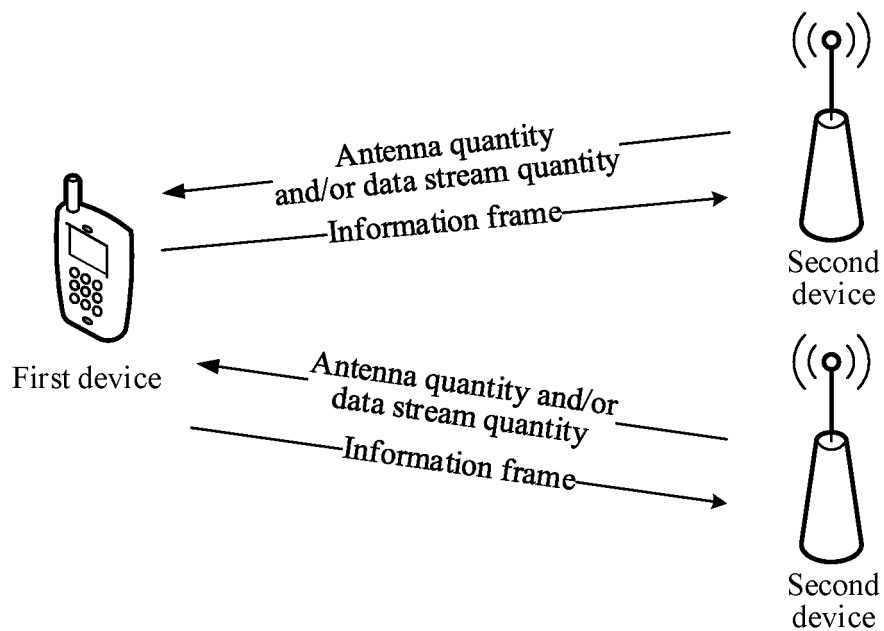 Antenna quantity
and/or data stream quantity
Information frame
Second
device
First device
Antenna quantity and/or
data stream quantity
Information frame
Second
device